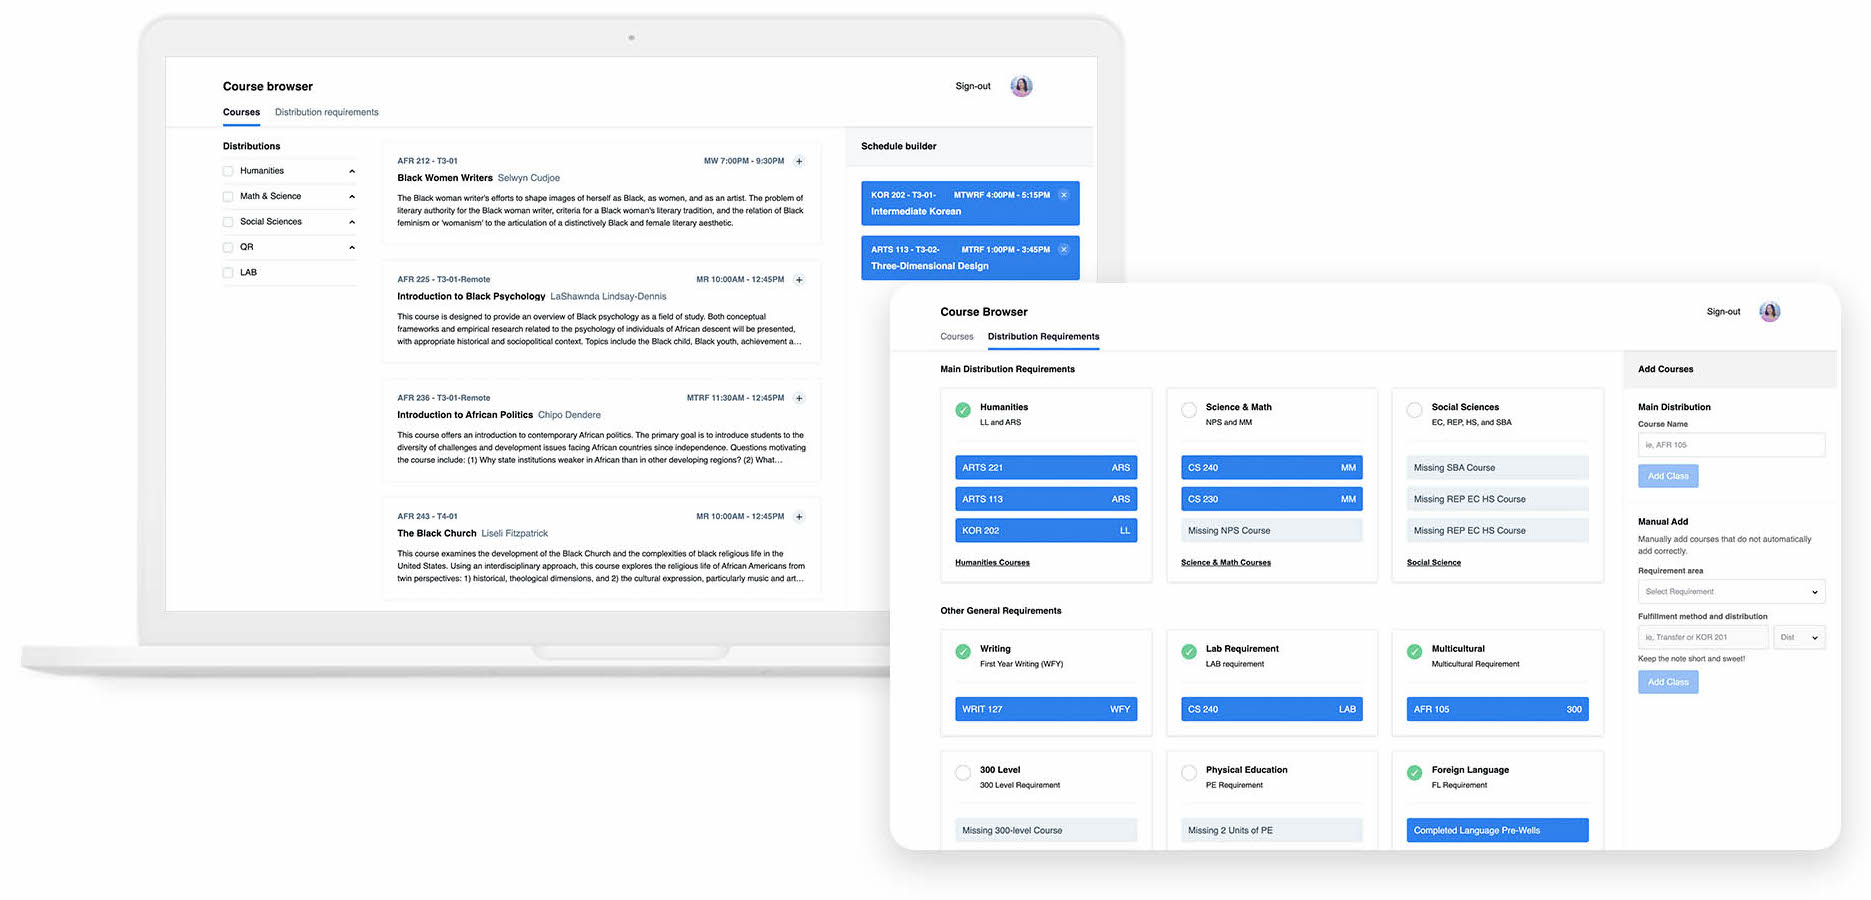 Course browser
Sign-out
Courses
Distribution requirements
Distributions
Humanities
Math & Science
Social Sciences
QR
LAB
AFR 212 - T3-01
MW 7:00PM - 9:30PM
+
Black Women Writers Selwyn Cudjoe
The Black woman writer's efforts to shape images of herself as Black, as women, and as an artist. The problem of
literary authority for the Black woman writer, criteria for a Black woman's literary tradition, and the relation of Black
feminism or 'womanism' to the articulation of a distinctively Black and female literary aesthetic.
AFR 225 - T3-01-Remote
MR 10:00AM - 12:45PM
+
Introduction to Black Psychology LaShawnda Lindsay-Dennis
This course is designed to provide an overview of Black psychology as a field of study. Both conceptual
frameworks and empirical research related to the psychology of individuals of African descent will be presented,
with appropriate historical and sociopolitical context. Topics include the Black child, Black youth, achievement a...
AFR 236 - T3-01-Remote
MTRF 11:30AM - 12:45PM
+
Introduction to African Politics Chipo Dendere
This course offers an introduction to contemporary African politics. The primary goal is to introduce students to the
diversity of challenges and development issues facing African countries since independence. Questions motivating
the course include: (1) Why state institutions weaker in African than in other developing regions? (2) What...
AFR 243 - T4-01
MR 10:00AM - 12:45PM
+
The Black Church Liseli Fitzpatrick
This course examines the development of the Black Church and the complexities of black religious life in the
United States. Using an interdisciplinary approach, this course explores the religious life of African Americans from
twin perspectives: 1) historical, theological dimensions, and 2) the cultural expression, particularly music and art...
Schedule builder
KOR 202 - T3-01-
MTWRF 4:00PM - 5:15PM
Intermediate Korean
ARTS 113 - T3-02-
MTRF 1:00PM - 3:45PM
Three-Dimensional Design
Course Browser
Sign-out
Courses
Distribution Requirements
Main Distribution Requirements
Humanities
LL and ARS
ARTS 221 ARS
ARTS 113 ARS
KOR 202 LL
Humanities Courses
Science & Math
NPS and MM
CS 240 MM
CS 230 MM
Missing NPS Course
Science & Math Courses
Social Sciences
EC, REP, HS, and SBA
Missing SBA Course
Missing REP EC HS Course
Missing REP EC HS Course
Social Science
Other General Requirements
Writing
First Year Writing (WFY)
WRIT 127 WFY
Lab Requirement
LAB requirement
CS 240 LAB
Multicultural
Multicultural Requirement
AFR 105 300
300 Level
300 Level Requirement
Missing 300-level Course
Physical Education
PE Requirement
Missing 2 Units of PE
Foreign Language
FL Requirement
Completed Language Pre-Wells
Add Courses
Main Distribution
Course Name
ie, AFR 105
Add Class
Manual Add
Manually add courses that do not automatically
add correctly.
Requirement area
Select Requirement
Fulfillment method and distribution
ie, Transfer or KOR 201
Dist
Keep the note short and sweet!
Add Class